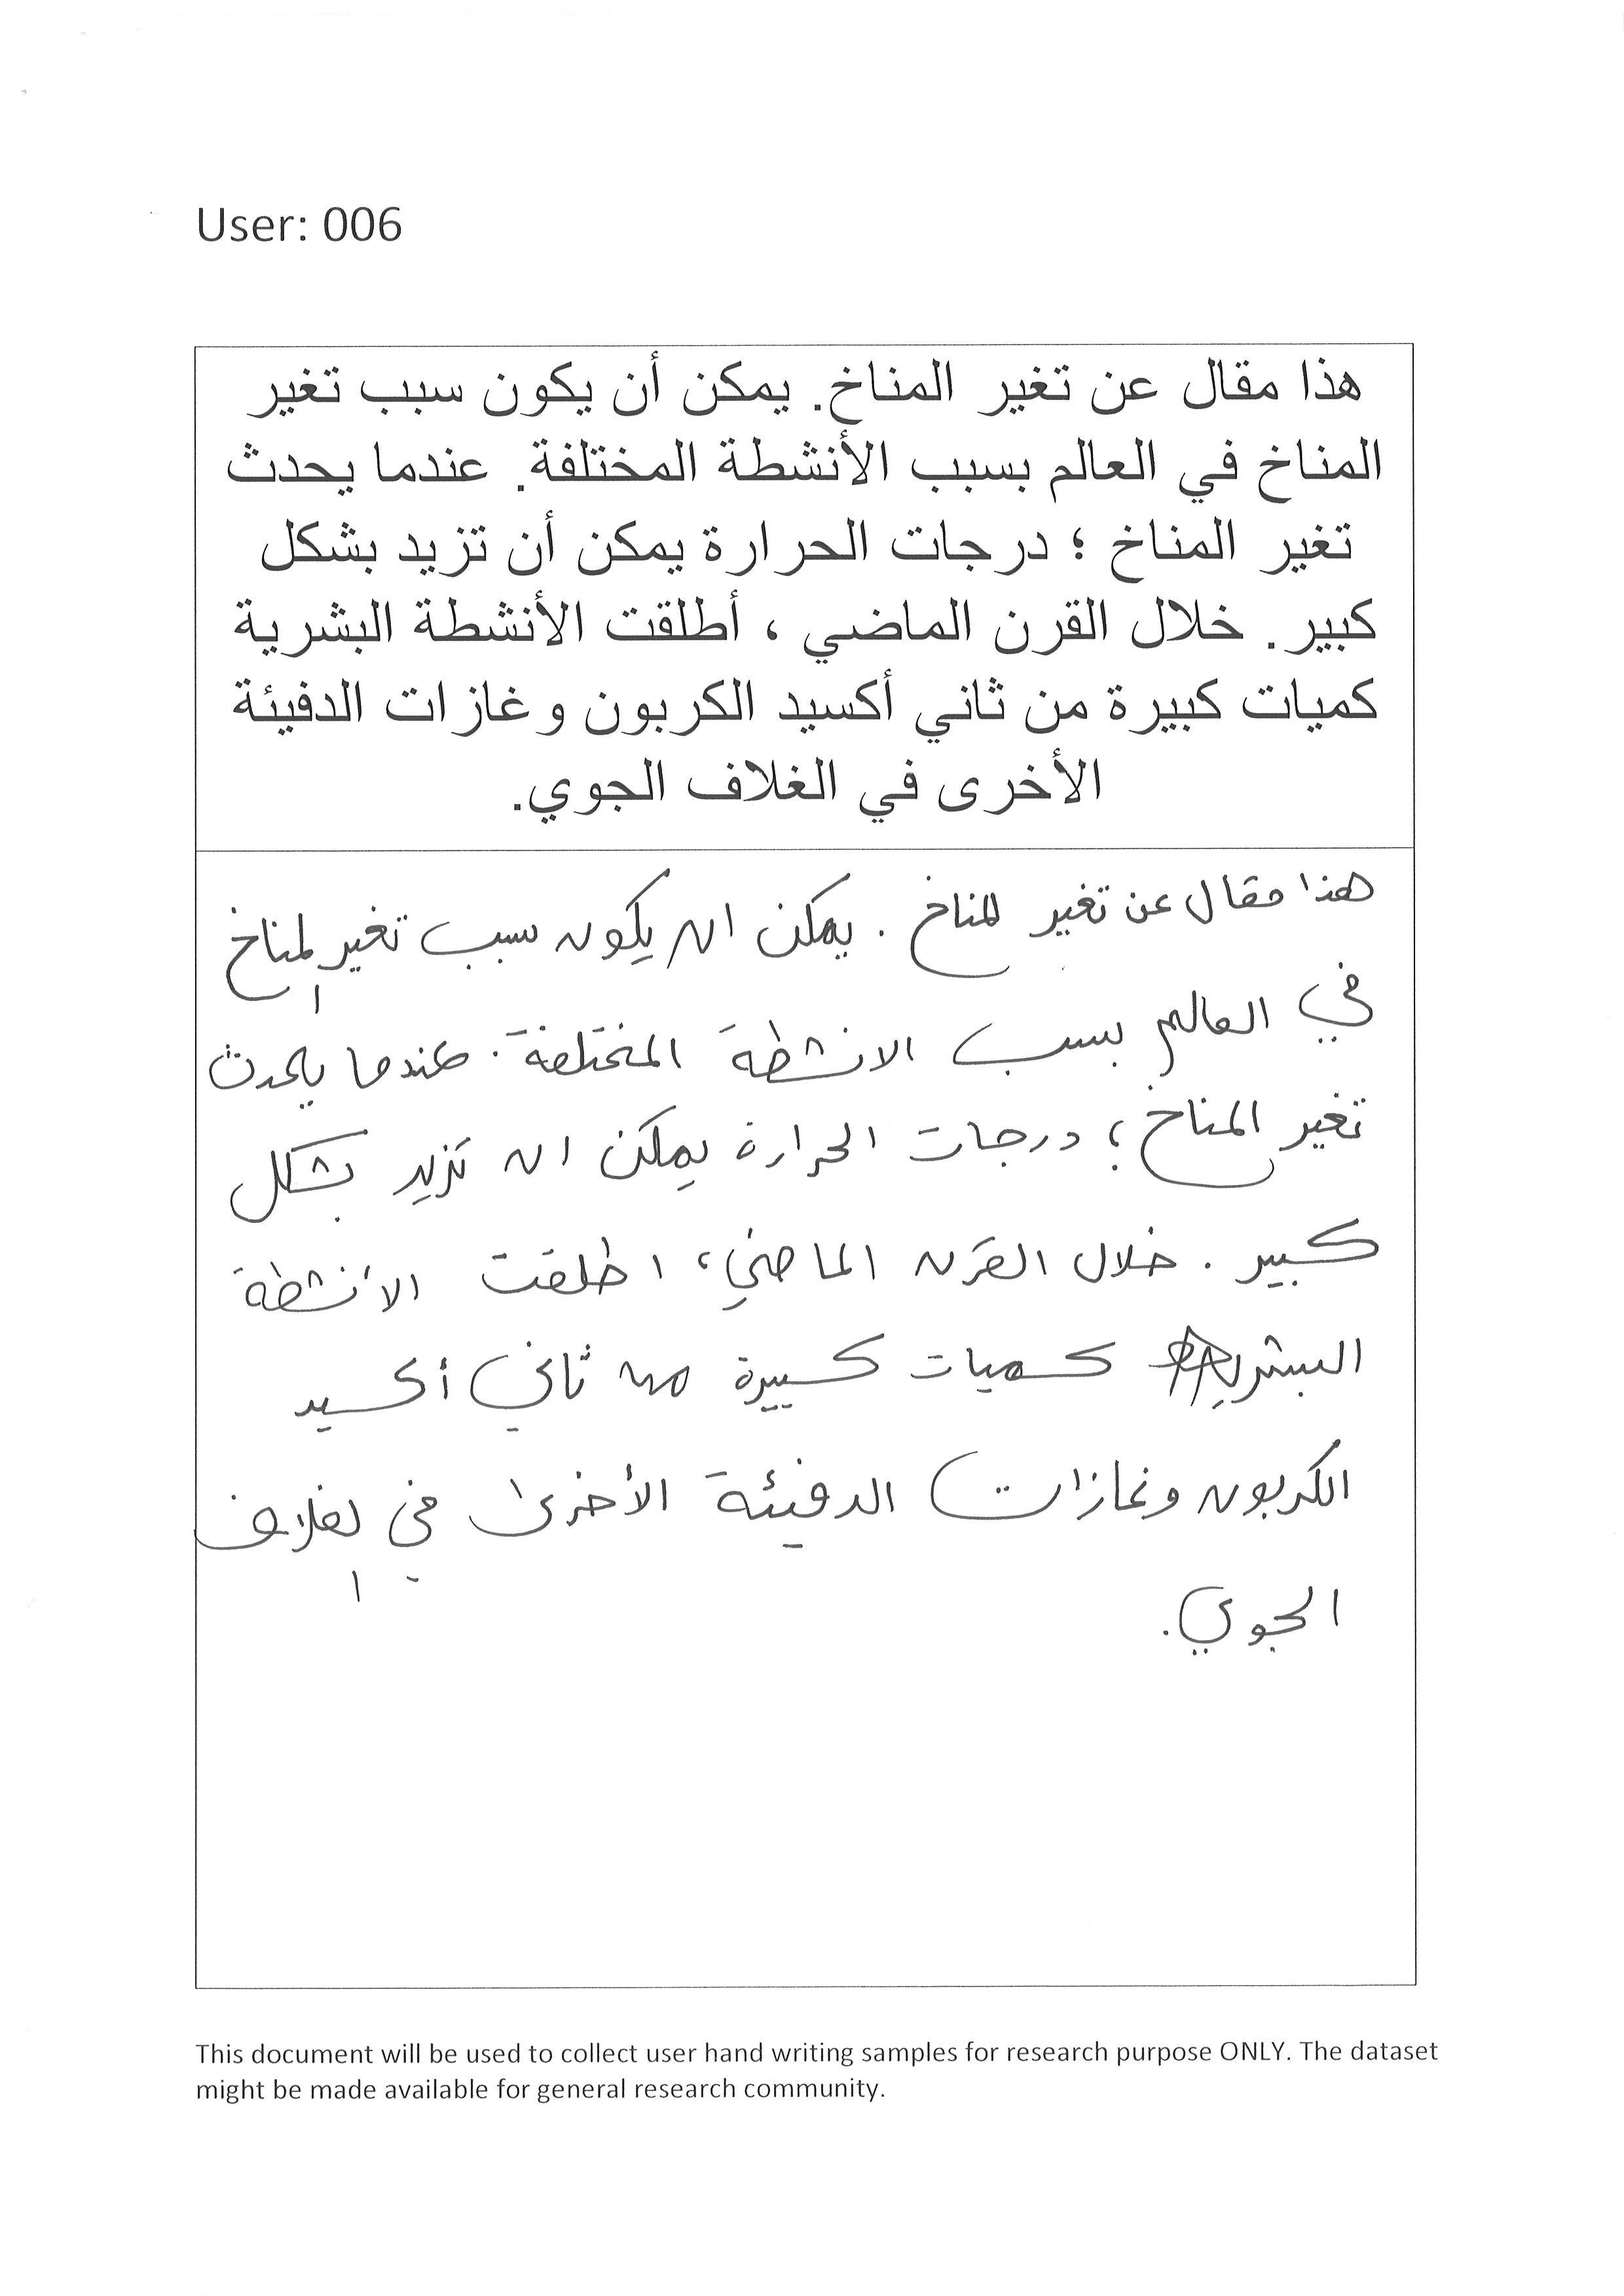 User: 006
هذا مقال عن تغير المناخ. يمكن أن يكون سبب تغير
المناخ في العالم بسبب الأنشطة المختلفة. عندما يحدث
تغير المناخ ؛ درجات الحرارة يمكن أن تزيد بشكل
كبير. خلال القرن الماضي ، أطلقت الأنشطة البشرية
كميات كبيرة من ثاني أكسيد الكربون وغازات الدفيئة
الأخرى في الغلاف الجوي.
هذا مقال عن تغير المناخ . يمكن ان يكون سبب تغير المناخ
في العالم بسبب الانشطة المختلفة . عندما يحدث
تغير المناخ ؛ درجات الحرارة يمكن ان تزيد بشكل
كبير . خلال القرن الماضي ، اطلقت الأنشطة
البشرية كميات كبيرة من ثاني أكسيد
الكربون وغازات الدفيئة الأخرى في الغلاف
الجوي.
This document will be used to collect user hand writing samples for research purpose ONLY. The dataset
might be made available for general research community.